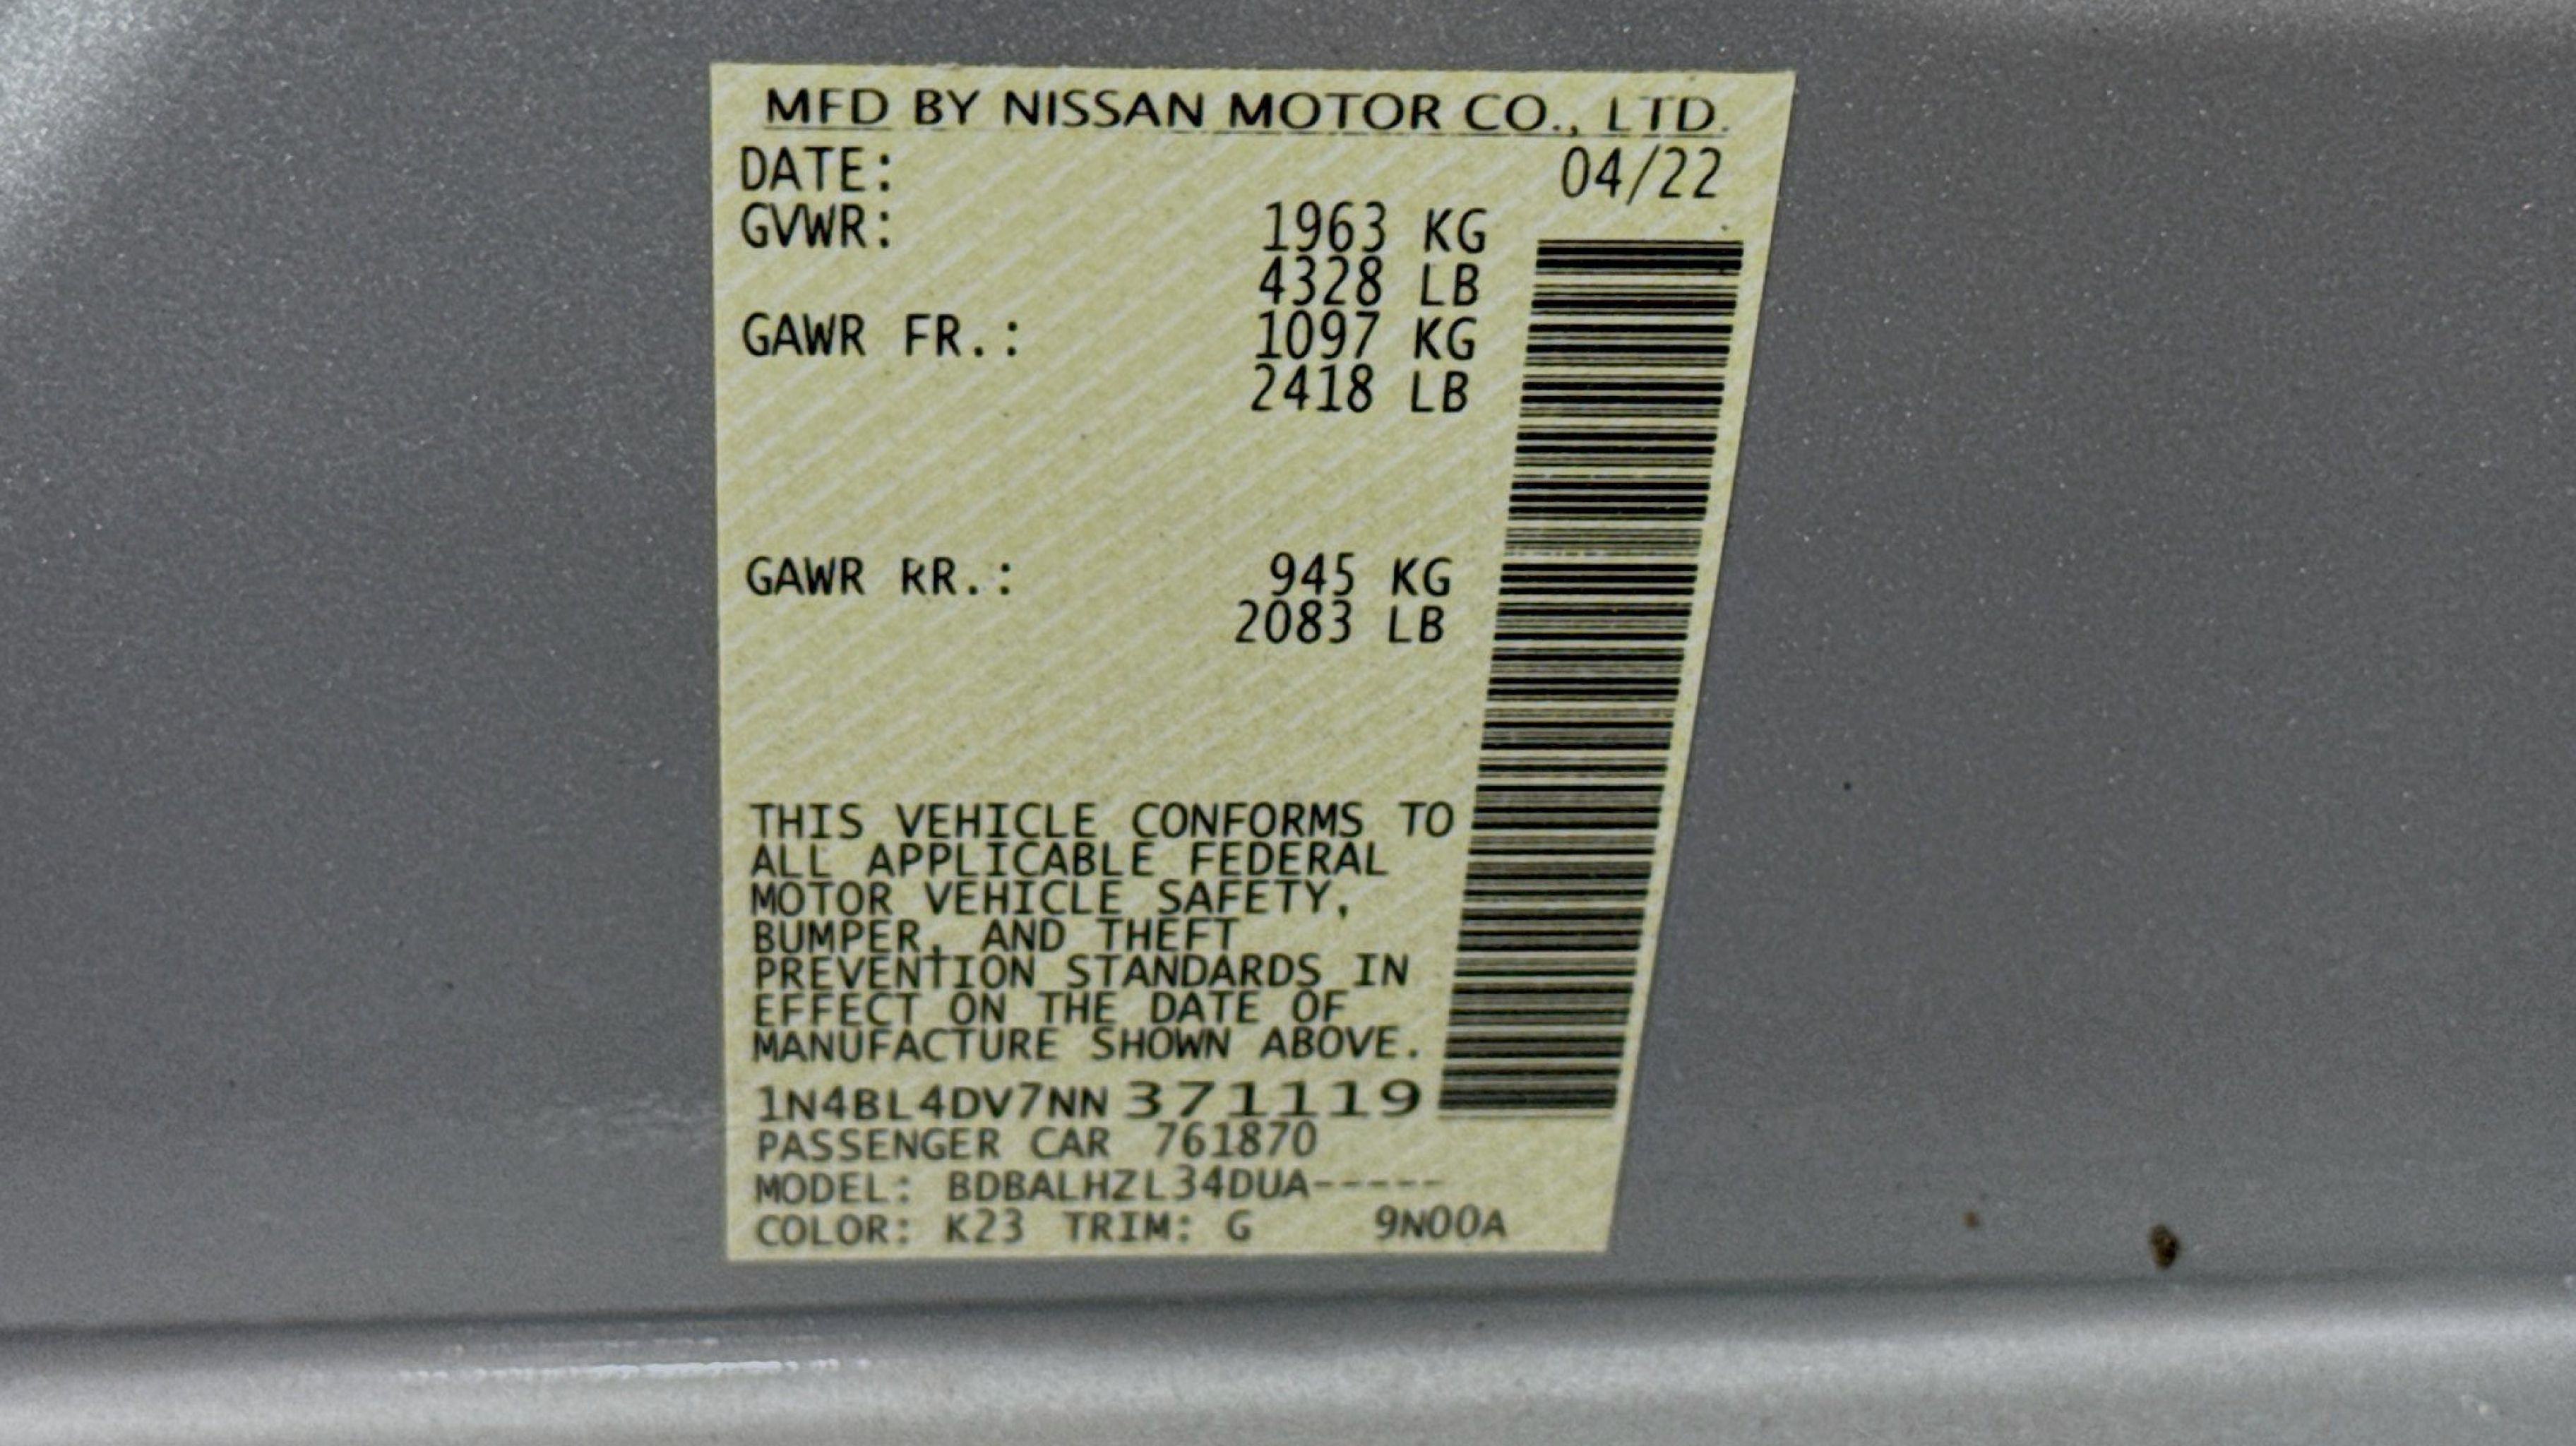 MFD BY NISSAN MOTOR CO., LTD.
DATE: 04/22
GVWR: 1963 KG
4328 LB
GAWR FR.: 1097 KG
2418 LB
GAWR RR.: 945 KG
2083 LB
THIS VEHICLE CONFORMS TO
ALL APPLICABLE FEDERAL
MOTOR VEHICLE SAFETY,
BUMPER, AND THEFT
PREVENTION STANDARDS IN
EFFECT ON THE DATE OF
MANUFACTURE SHOWN ABOVE.
1N4BL4DV7NN371119
PASSENGER CAR 761870
MODEL: BDBALHZL34DUA-----
COLOR: K23 TRIM: G 9N00A